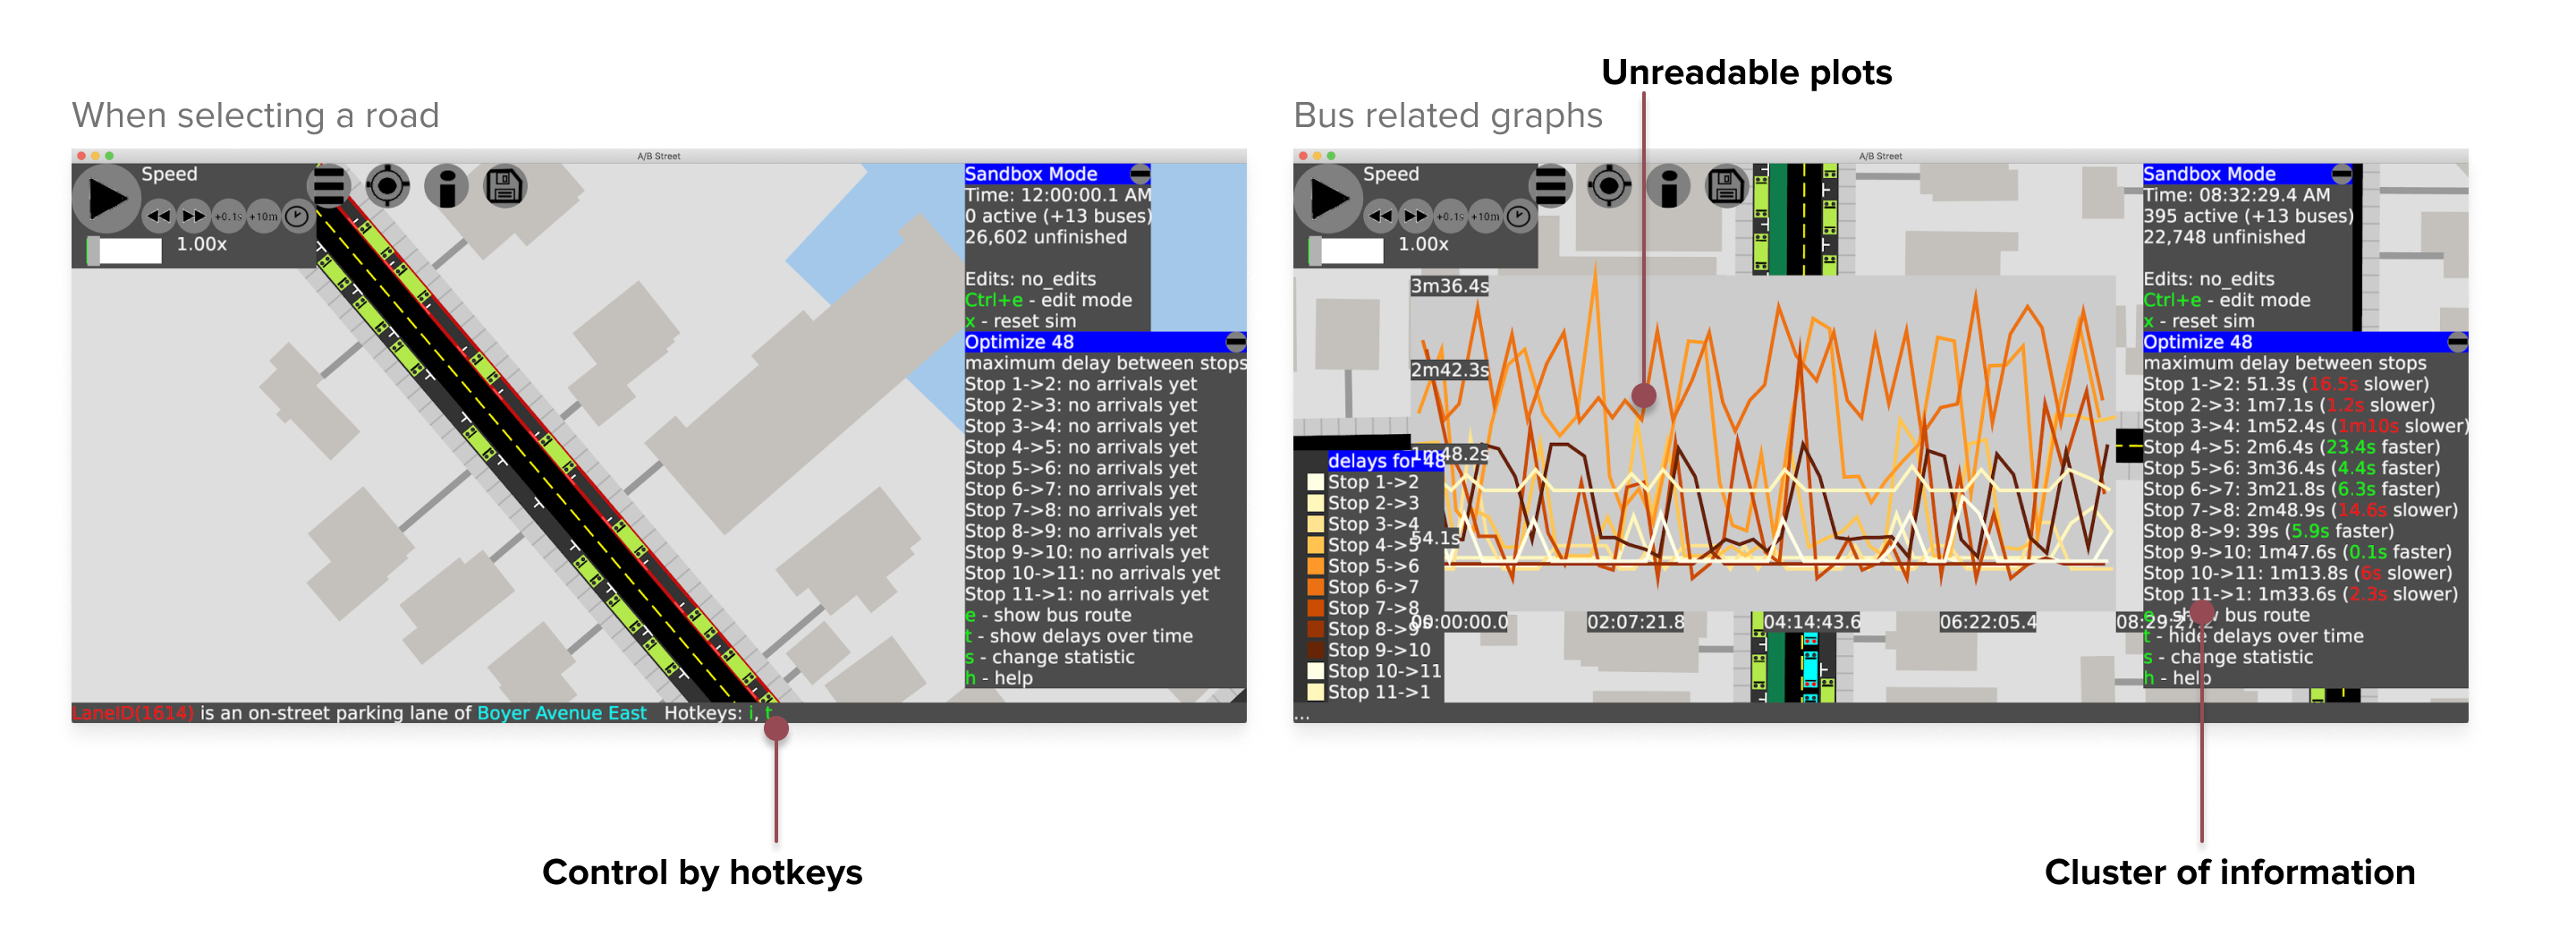 Unreadable plots
When selecting a road
Bus related graphs
A/B Street
Speed
+0.1s +10m
1.00x
Sandbox Mode
Time: 12:00:00.1 AM
0 active (+13 buses)
26,602 unfinished
Edits: no_edits
Ctrl+e - edit mode
x - reset sim
Optimize 48
maximum delay between stops
Stop 1->2: no arrivals yet
Stop 2->3: no arrivals yet
Stop 3->4: no arrivals yet
Stop 4->5: no arrivals yet
Stop 5->6: no arrivals yet
Stop 6->7: no arrivals yet
Stop 7->8: no arrivals yet
Stop 8->9: no arrivals yet
Stop 9->10: no arrivals yet
Stop 10->11: no arrivals yet
Stop 11->1: no arrivals yet
e - show bus route
t - show delays over time
s - change statistic
h - help
LaneID(1614) is an on-street parking lane of Boyer Avenue East Hotkeys: i, t
Control by hotkeys
A/B Street
Speed
+0.1s +10m
1.00x
3m36.4s
2m42.3s
1m48.2s
54.1s
delays for 48
Stop 1->2
Stop 2->3
Stop 3->4
Stop 4->5
Stop 5->6
Stop 6->7
Stop 7->8
Stop 8->9
Stop 9->10
Stop 10->11
Stop 11->1
00:00:00.0 02:07:21.8 04:14:43.6 06:22:05.4
Sandbox Mode
Time: 08:32:29.4 AM
395 active (+13 buses)
22,748 unfinished
Edits: no_edits
Ctrl+e - edit mode
x - reset sim
Optimize 48
maximum delay between stops
Stop 1->2: 51.3s (16.5s slower)
Stop 2->3: 1m7.1s (1.2s slower)
Stop 3->4: 1m52.4s (1m10s slower)
Stop 4->5: 2m6.4s (23.4s faster)
Stop 5->6: 3m36.4s (4.4s faster)
Stop 6->7: 3m21.8s (6.3s faster)
Stop 7->8: 2m48.9s (14.6s slower)
Stop 8->9: 39s (5.9s faster)
Stop 9->10: 1m47.6s (0.1s faster)
Stop 10->11: 1m13.8s (6s slower)
Stop 11->1: 1m33.6s (2.3s slower)
e - show bus route
t - hide delays over time
s - change statistic
h - help
...
Cluster of information